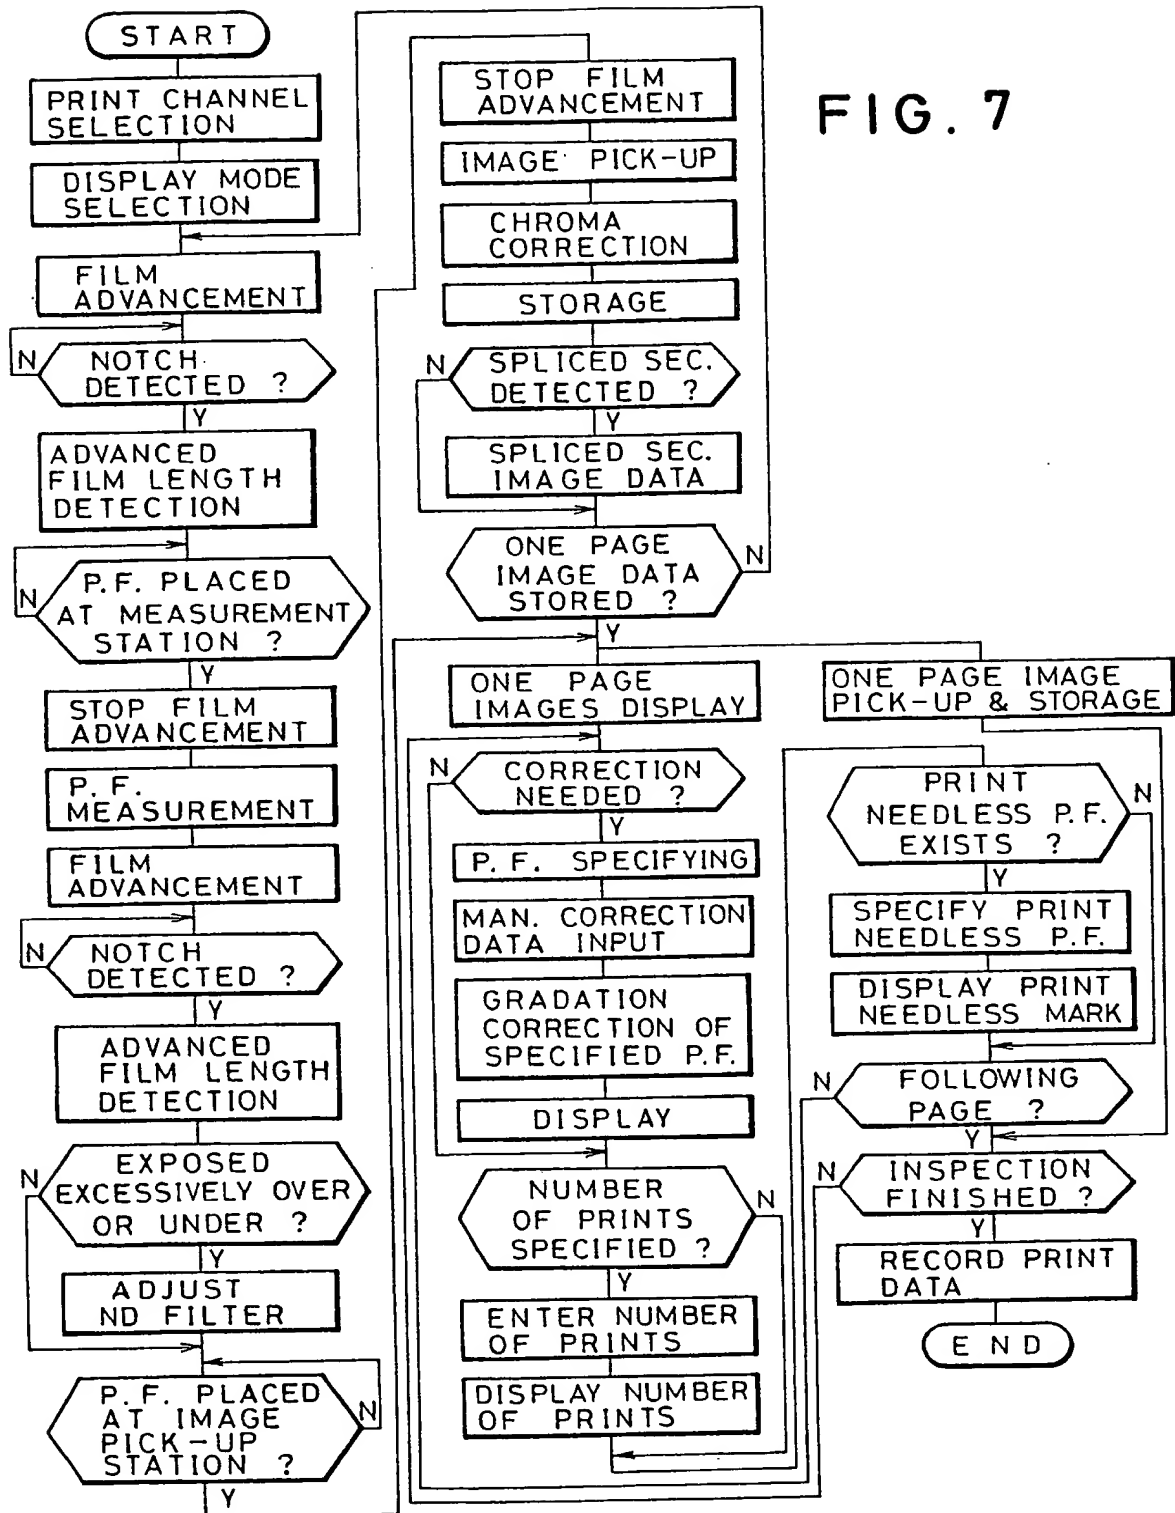 START
PRINT CHANNEL
SELECTION
DISPLAY MODE
SELECTION
FILM
ADVANCEMENT
N
NOTCH
DETECTED ?
Y
ADVANCED
FILM LENGTH
DETECTION
N
P.F. PLACED
AT MEASUREMENT
STATION ?
Y
STOP FILM
ADVANCEMENT
P. F.
MEASUREMENT
FILM
ADVANCEMENT
N
NOTCH
DETECTED ?
Y
ADVANCED
FILM LENGTH
DETECTION
N
EXPOSED
EXCESSIVELY OVER
OR UNDER ?
Y
ADJUST
ND FILTER
P.F. PLACED
AT IMAGE
PICK-UP
STATION ?
N
Y
STOP FILM
ADVANCEMENT
IMAGE PICK-UP
CHROMA
CORRECTION
STORAGE
N
SPLICED SEC.
DETECTED ?
Y
SPLICED SEC.
IMAGE DATA
ONE PAGE
IMAGE DATA
STORED ?
N
Y
ONE PAGE
IMAGES DISPLAY
N
CORRECTION
NEEDED ?
Y
P. F. SPECIFYING
MAN. CORRECTION
DATA INPUT
GRADATION
CORRECTION OF
SPECIFIED P.F.
DISPLAY
NUMBER
OF PRINTS
SPECIFIED ?
N
Y
ENTER NUMBER
OF PRINTS
DISPLAY NUMBER
OF PRINTS
FIG. 7
ONE PAGE IMAGE
PICK-UP & STORAGE
PRINT
NEEDLESS P.F.
EXISTS ?
N
Y
SPECIFY PRINT
NEEDLESS P.F.
DISPLAY PRINT
NEEDLESS MARK
N
FOLLOWING
PAGE ?
Y
N
INSPECTION
FINISHED ?
Y
RECORD PRINT
DATA
END